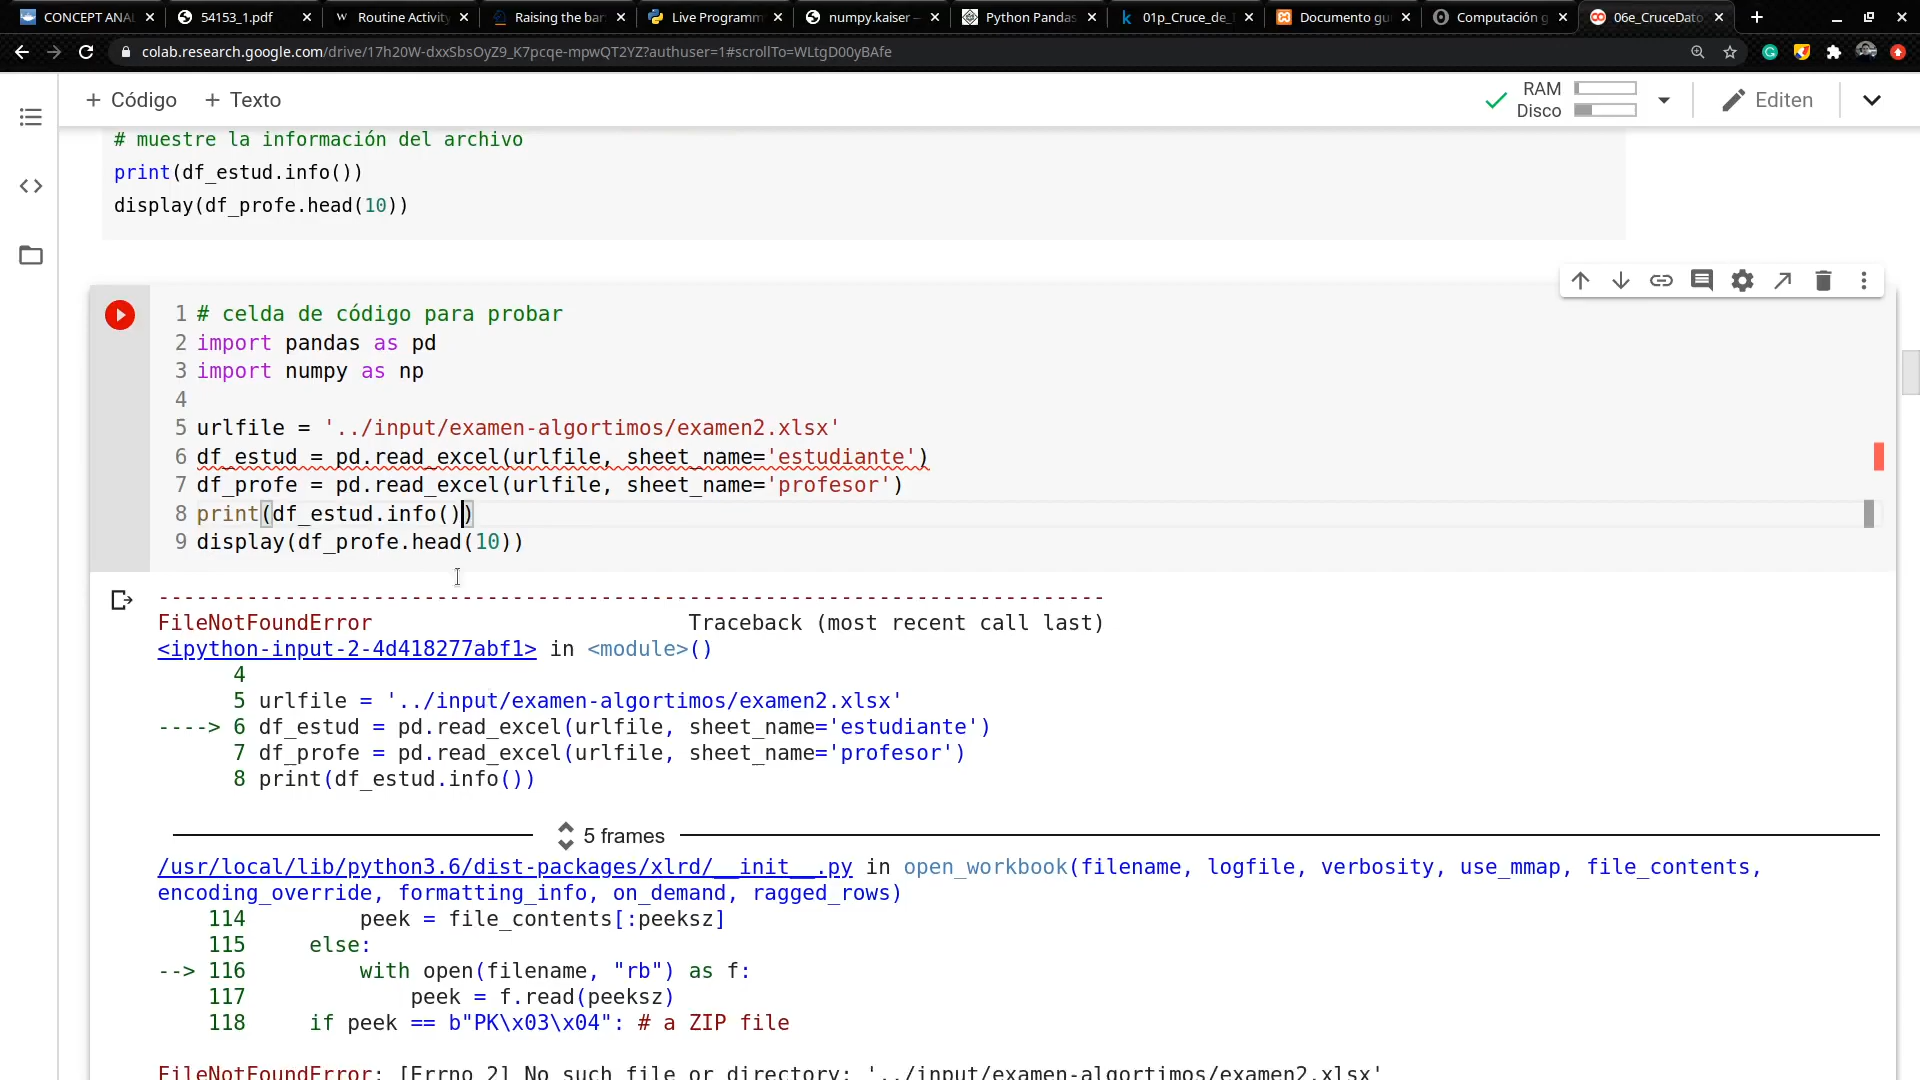 CONCEPT ANAL
54153_1.pdf
Routine Activity
Raising the bar
Live Programm
numpy.kaiser —
Python Pandas
01p_Cruce_de_
Documento gu
Computación g
06e_CruceDato
colab.research.google.com/drive/17h20W-dxxSbsOyZ9_K7pcqe-mpwQT2YZ?authuser=1#scrollTo=WLtgD00yBAfe
+ Código + Texto
RAM
Disco
Editen
# muestre la información del archivo
print(df_estud.info())
display(df_profe.head(10))
1 # celda de código para probar
2 import pandas as pd
3 import numpy as np
4
5 urlfile = '../input/examen-algortimos/examen2.xlsx'
6 df_estud = pd.read_excel(urlfile, sheet_name='estudiante')
7 df_profe = pd.read_excel(urlfile, sheet_name='profesor')
8 print(df_estud.info())
9 display(df_profe.head(10))
---------------------------------------------------------------------------
FileNotFoundError Traceback (most recent call last)
<ipython-input-2-4d418277abf1> in <module>()
4
5 urlfile = '../input/examen-algortimos/examen2.xlsx'
----> 6 df_estud = pd.read_excel(urlfile, sheet_name='estudiante')
7 df_profe = pd.read_excel(urlfile, sheet_name='profesor')
8 print(df_estud.info())
5 frames
/usr/local/lib/python3.6/dist-packages/xlrd/__init__.py in open_workbook(filename, logfile, verbosity, use_mmap, file_contents,
encoding_override, formatting_info, on_demand, ragged_rows)
114 peek = file_contents[:peeksz]
115 else:
--> 116 with open(filename, "rb") as f:
117 peek = f.read(peeksz)
118 if peek == b"PK\x03\x04": # a ZIP file
FileNotFoundError: [Errno 2] No such file or directory: '../input/examen-algortimos/examen2.xlsx'